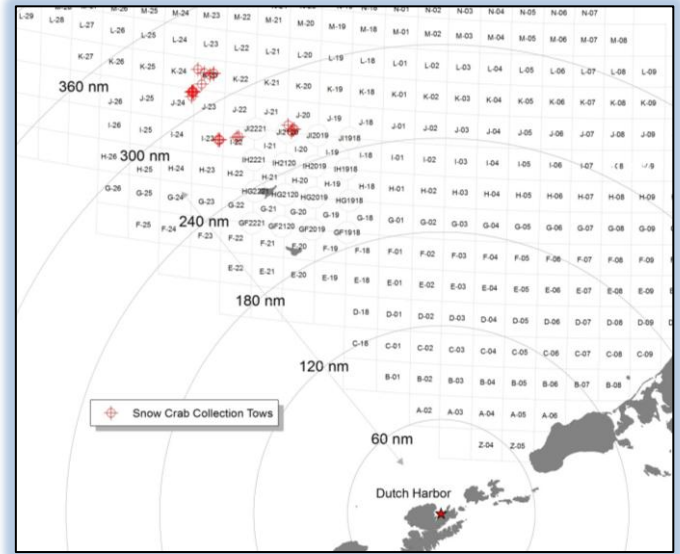 M-25 M-24 M-23 M-21 M-20 M-19 M-18 N-01 N-02 N-03 N-04 N-05 N-06 N-07
L-29 L-28 L-26 L-25 L-24 L-23 L-22 L-21 L-20 L-19 L-18 M-01 M-02 M-03 M-04 M-05 M-06 M-07 M-08
L-01 L-02 L-03 L-04 L-05 L-06 L-07 L-08 L-09
K-27 K-26 K-25 K-24 K-22 K-21 K-20 K-19 K-18 K-01 K-02 K-03 K-04 K-05 K-06 K-07 K-08 K-09
360 nm
J-26 J-25 J-24 J-23 J-22 J-21 J-20 J-19 J-18 J-01 J-02 J-03 J-04 J-05 J-06 J-07 J-08 J-09
JI2221 JI2019 JI1918
I-26 I-25 I-24 I-21 I-20 I-19 I-18 I-01 I-02 I-03 I-04 I-05 I-06 I-07
IH2221 IH2120 IH2019 IH1918
300 nm
H-26 H-25 H-24 H-23 H-22 H-21 H-20 H-19 H-18 H-01 H-02 H-03 H-04 H-05 H-06 H-07 H-08 H-09
HG2120 HG2019 HG1918
G-26 G-25 G-24 G-23 G-22 G-21 G-20 G-19 G-18 G-01 G-02 G-03 G-04 G-05 G-06 G-07 G-08 G-09
GF2221 GF2120 GF2019 GF1918
240 nm
F-25 F-24 F-23 F-22 F-21 F-20 F-19 F-18 F-01 F-02 F-03 F-04 F-05 F-06 F-07 F-08 F-09
E-22 E-21 E-20 E-19 E-18 E-01 E-02 E-03 E-04 E-05 E-06 E-07 E-08 E-09
180 nm
D-18 D-01 D-02 D-03 D-04 D-05 D-06 D-07 D-08 D-09
C-18 C-01 C-02 C-03 C-04 C-05 C-06 C-07 C-08 C-09
120 nm
B-01 B-02 B-03 B-04 B-05 B-06 B-07 B-08
A-02 A-03 A-04 A-05 A-06
Snow Crab Collection Tows
60 nm
Z-04 Z-05
Dutch Harbor